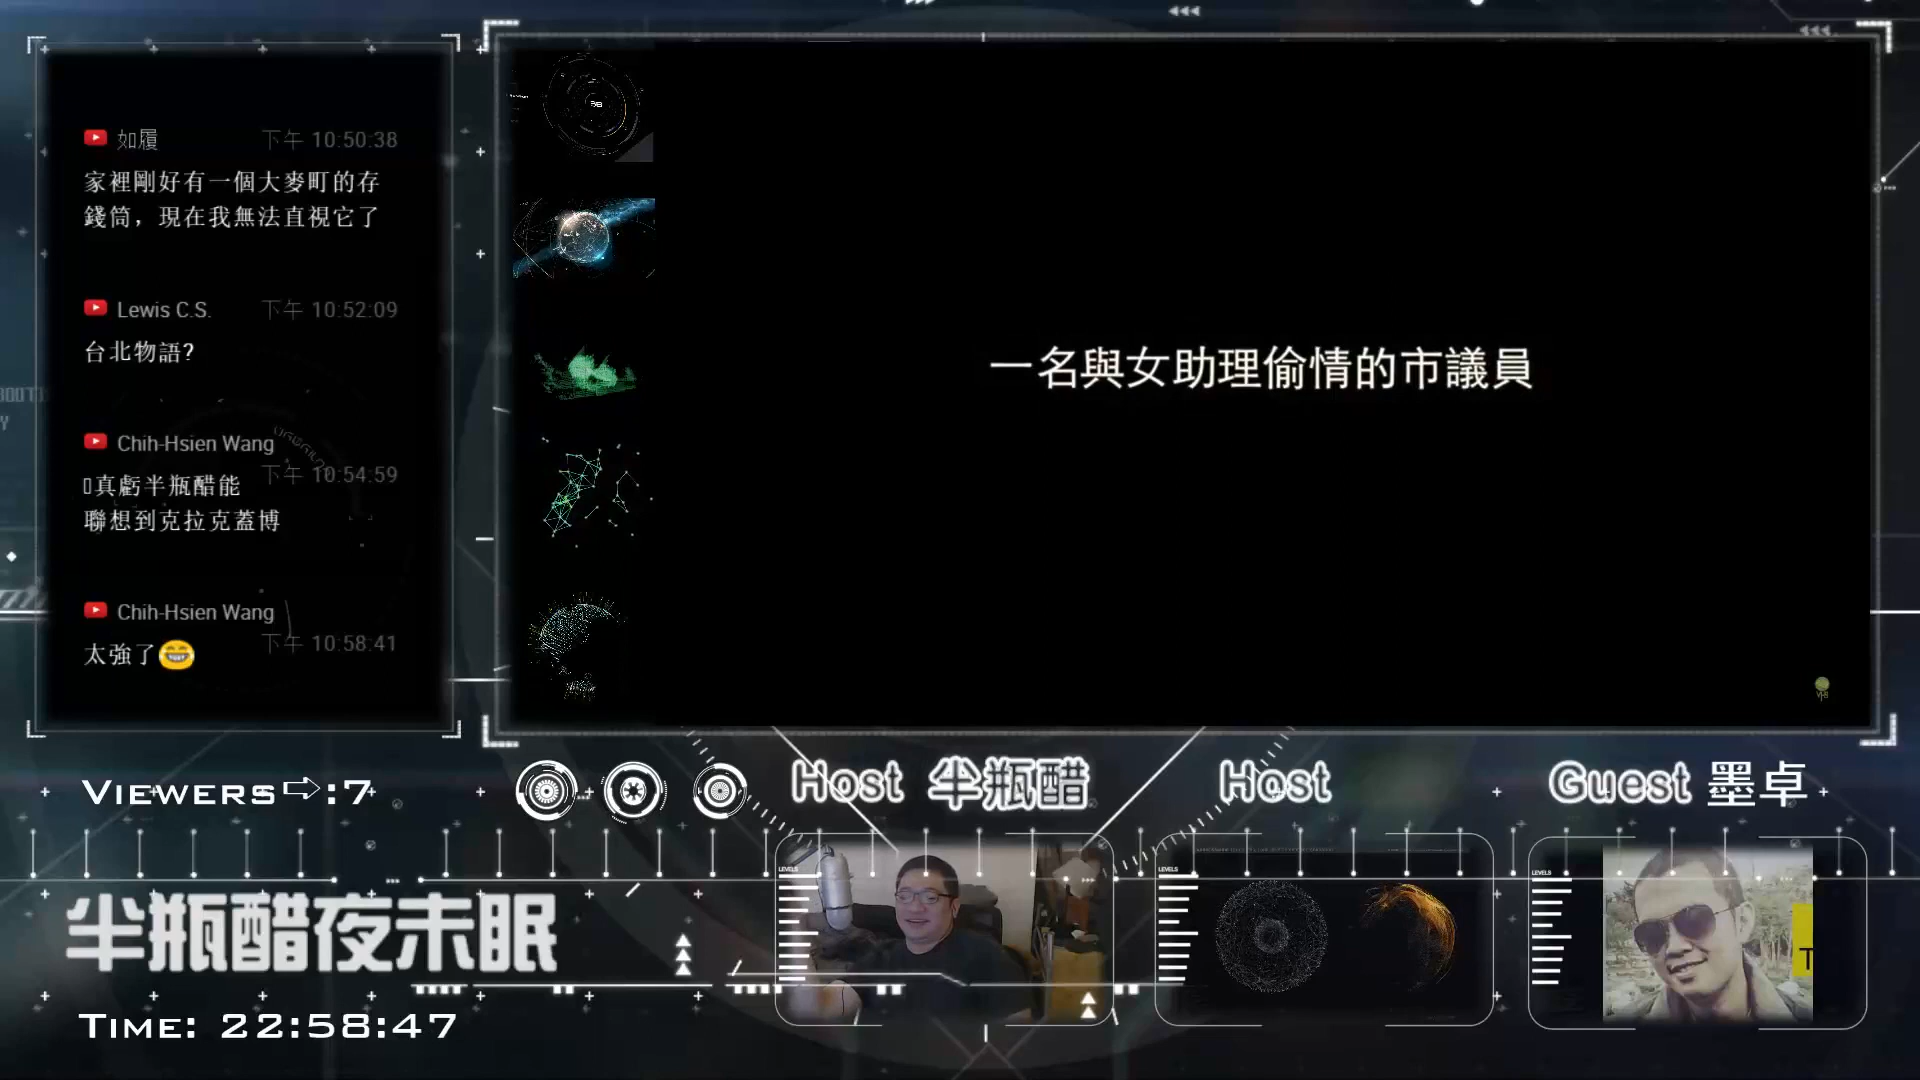 如履 下午 10:50:38
家裡剛好有一個大麥町的存
錢筒，現在我無法直視它了
Lewis C.S. 下午 10:52:09
台北物語?
Chih-Hsien Wang
下午 10:54:59
真虧半瓶醋能
聯想到克拉克蓋博
Chih-Hsien Wang
下午 10:58:41
太強了
一名與女助理偷情的市議員
Viewers :7
Host 半瓶醋
Host
Guest 墨卓
LEVELS
LEVELS
LEVELS
T
半瓶醋夜未眠
Time: 22:58:47